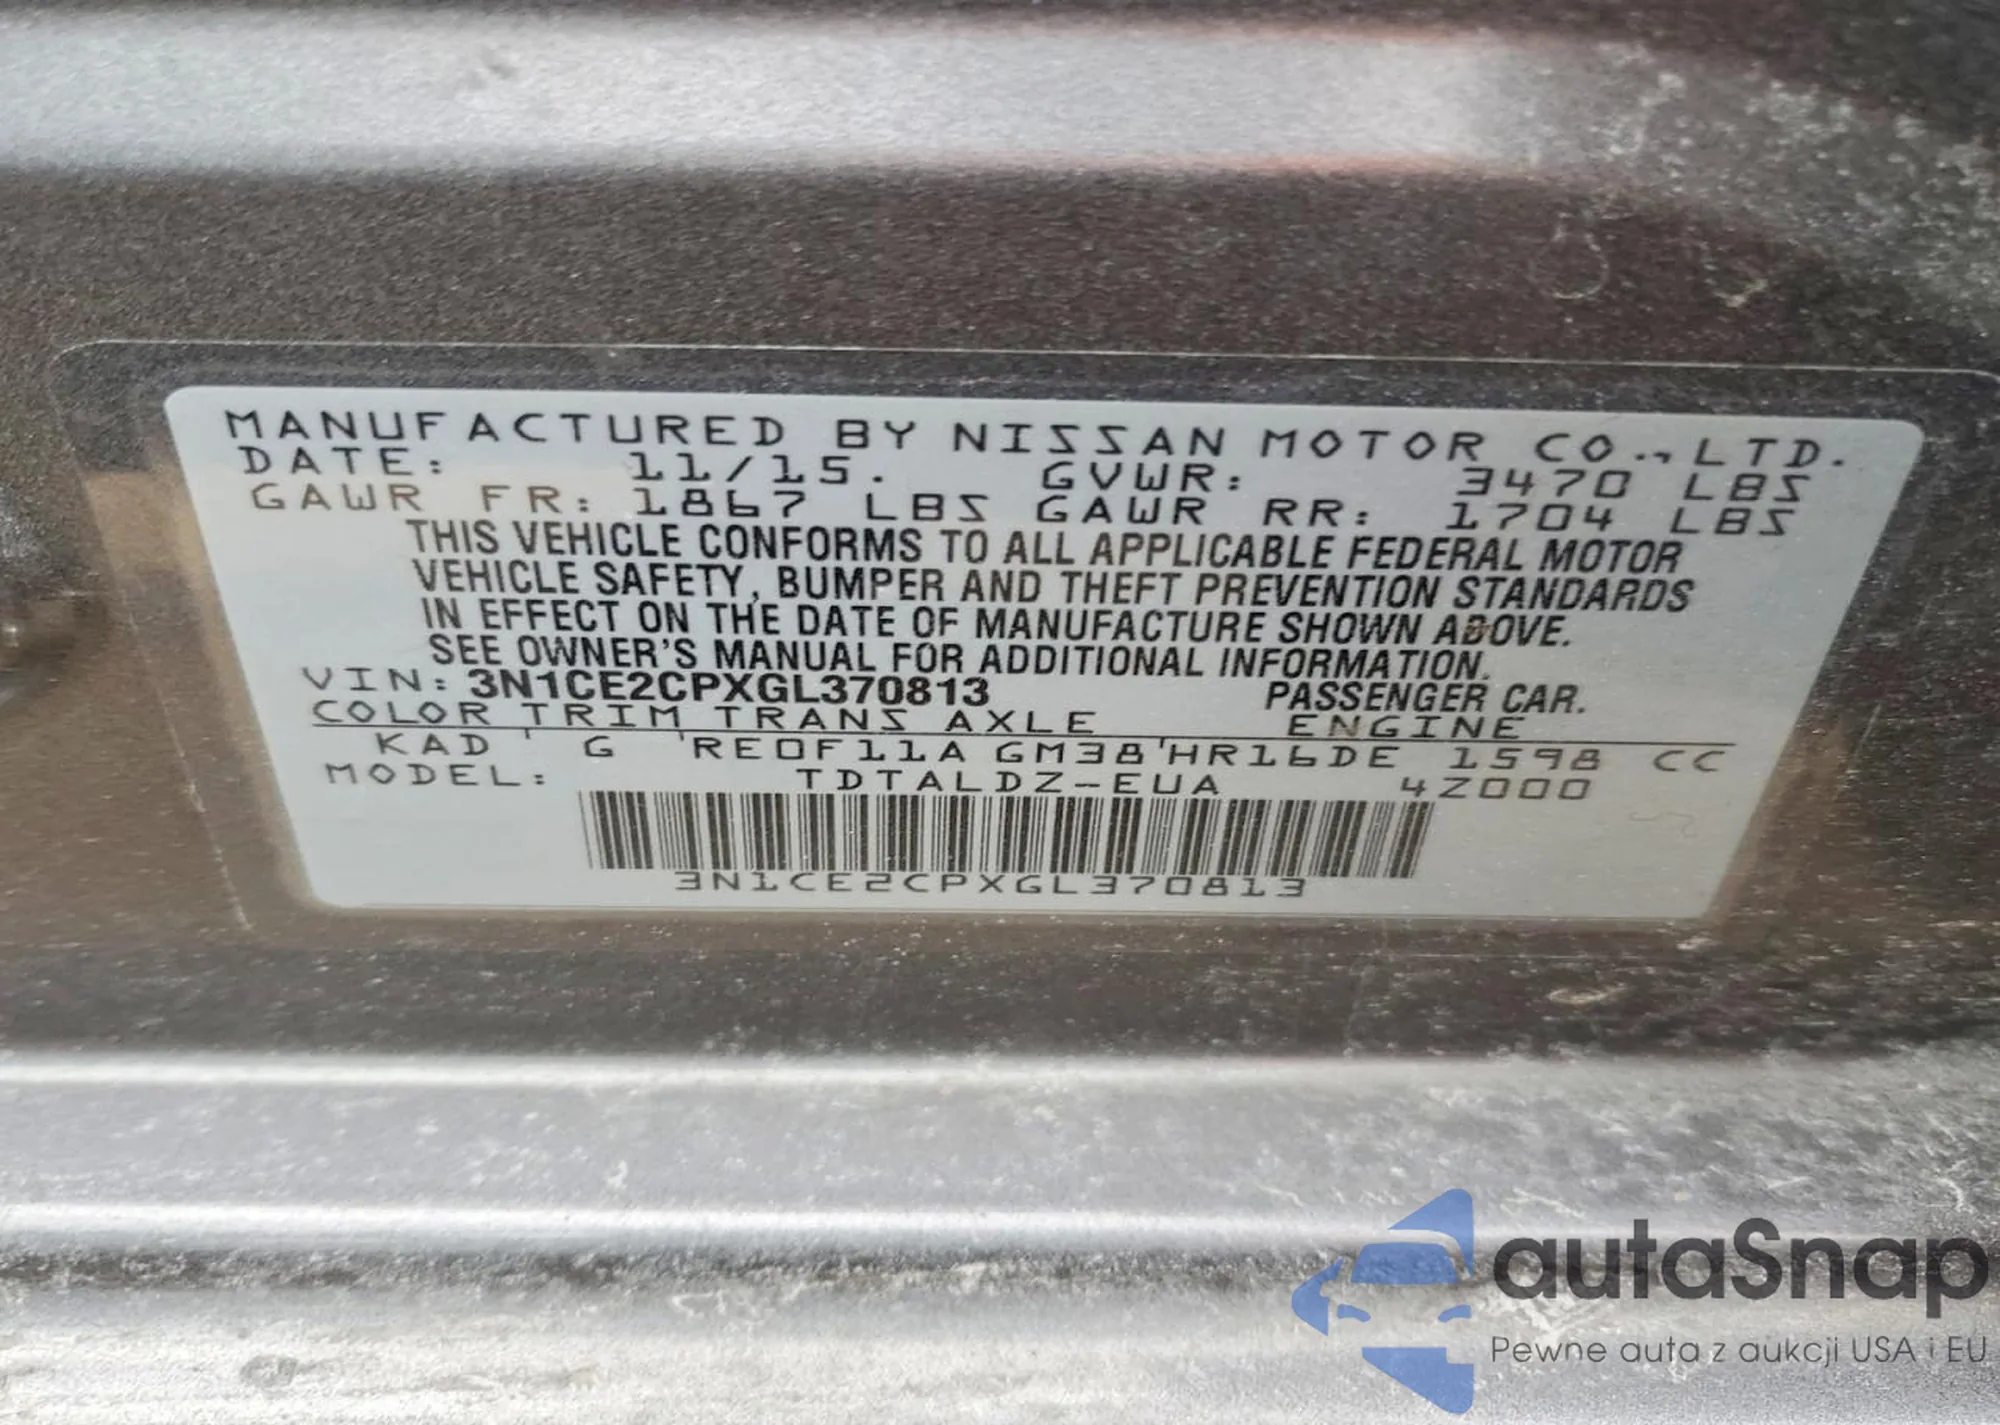 MANUFACTURED BY NISSAN MOTOR CO., LTD.
DATE: 11/15. GVWR: 3470 LBS
GAWR FR: 1867 LBS GAWR RR: 1704 LBS
THIS VEHICLE CONFORMS TO ALL APPLICABLE FEDERAL MOTOR
VEHICLE SAFETY, BUMPER AND THEFT PREVENTION STANDARDS
IN EFFECT ON THE DATE OF MANUFACTURE SHOWN ABOVE.
SEE OWNER'S MANUAL FOR ADDITIONAL INFORMATION.
VIN: 3N1CE2CPXGL370813 PASSENGER CAR.
COLOR TRIM TRANS AXLE ENGINE
KAD ' G 'RE0F11A GM38'HR16DE 1598 CC
MODEL: TDTALDZ-EUA 4Z000
3N1CE2CPXGL370813
autaSnap
Pewne auta z aukcji USA i EU